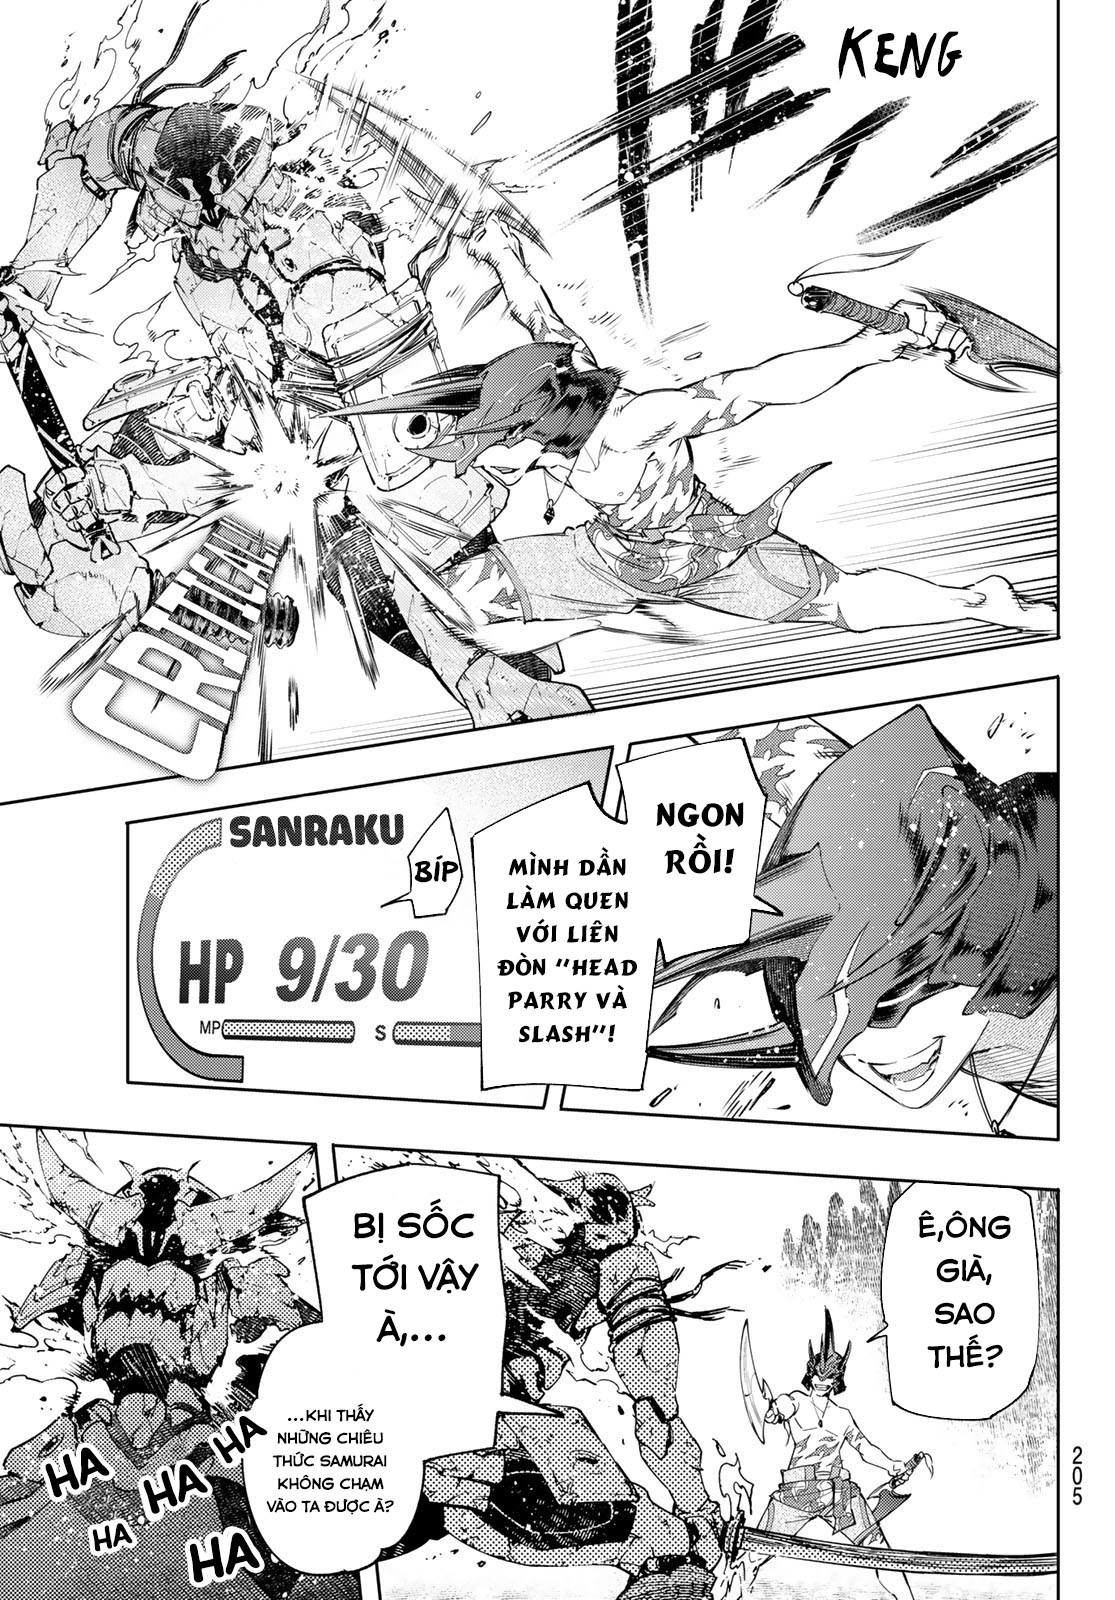 KENG
CRITICAL
NGON
RỒI!
MÌNH DẦN
LÀM QUEN
VỚI LIÊN
ĐÒN "HEAD
PARRY VÀ
SLASH"!
BÍP
SANRAKU
HP 9/30
MP
S
Ê,ÔNG
GIÀ,
SAO
THẾ?
BỊ SỐC
TỚI VẬY
À,...
...KHI THẤY
NHỮNG CHIÊU
THỨC SAMURAI
KHÔNG CHẠM
VÀO TA ĐƯỢC À?
HA
HA
HA
HA
HA
205